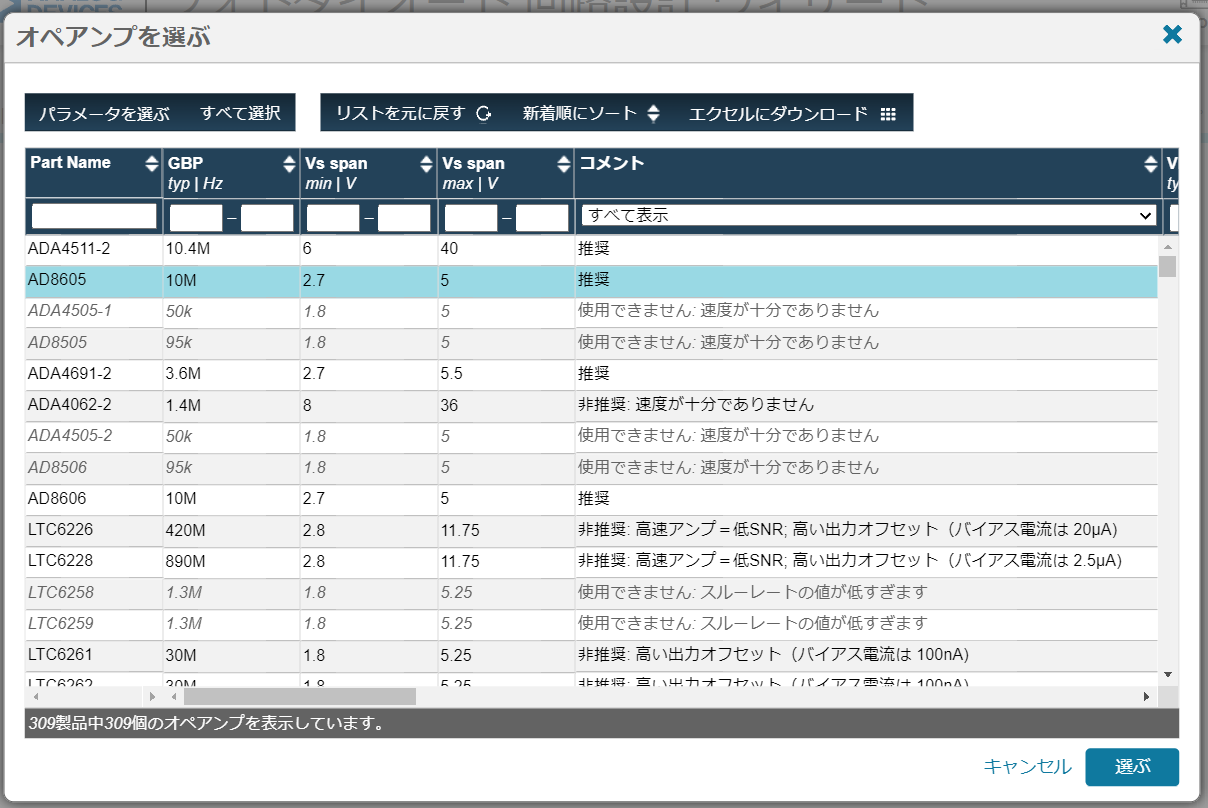 DEVICES
フォトダイオード 回路設計 ウィザード
オペアンプを選ぶ
パラメータを選ぶ すべて選択 リストを元に戻す 新着順にソート エクセルにダウンロード
Part Name GBP Vs span Vs span コメント V
typ | Hz min | V max | V ty
– – – すべて表示
ADA4511-2 10.4M 6 40 推奨
AD8605 10M 2.7 5 推奨
ADA4505-1 50k 1.8 5 使用できません: 速度が十分でありません
AD8505 95k 1.8 5 使用できません: 速度が十分でありません
ADA4691-2 3.6M 2.7 5.5 推奨
ADA4062-2 1.4M 8 36 非推奨: 速度が十分でありません
ADA4505-2 50k 1.8 5 使用できません: 速度が十分でありません
AD8506 95k 1.8 5 使用できません: 速度が十分でありません
AD8606 10M 2.7 5 推奨
LTC6226 420M 2.8 11.75 非推奨: 高速アンプ＝低SNR; 高い出力オフセット（バイアス電流は 20µA)
LTC6228 890M 2.8 11.75 非推奨: 高速アンプ＝低SNR; 高い出力オフセット（バイアス電流は 2.5µA)
LTC6258 1.3M 1.8 5.25 使用できません: スルーレートの値が低すぎます
LTC6259 1.3M 1.8 5.25 使用できません: スルーレートの値が低すぎます
LTC6261 30M 1.8 5.25 非推奨: 高い出力オフセット（バイアス電流は 100nA)
LTC6262 30M 1.8 5.25 非推奨: 高い出力オフセット（バイアス電流は 100nA)
309製品中309個のオペアンプを表示しています。
キャンセル 選ぶ